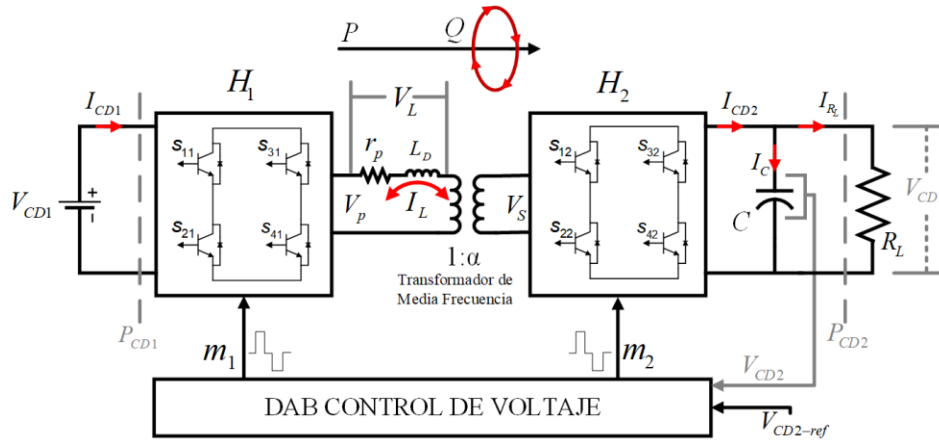 P
Q
I_CD1
H_1
V_L
H_2
I_CD2
I_RL
S_11
S_31
r_p
L_D
S_12
S_32
I_C
V_CD1
+
-
V_p
I_L
V_S
V_CD
S_21
S_41
S_22
S_42
C
R_L
1:α
Transformador de
Media Frecuencia
P_CD1
P_CD2
m_1
m_2
V_CD2
DAB CONTROL DE VOLTAJE
V_CD2-ref